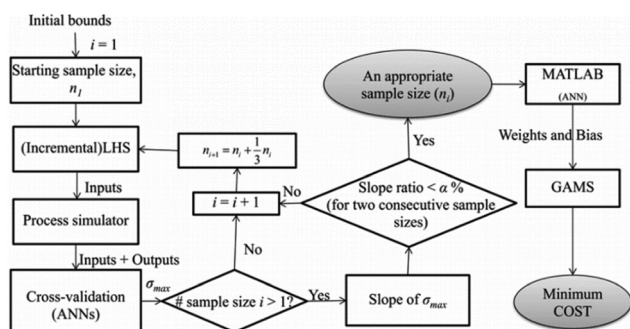 Initial bounds
i = 1
Starting sample size,
n1
(Incremental)LHS
Inputs
Process simulator
Inputs + Outputs
Cross-validation
(ANNs)
σmax
# sample size i > 1?
No
i = i + 1
ni+1 = ni + 1/3 ni
Yes
Slope of σmax
Slope ratio < α %
(for two consecutive sample
sizes)
No
Yes
An appropriate
sample size (ni)
MATLAB
(ANN)
Weights and Bias
GAMS
Minimum
COST